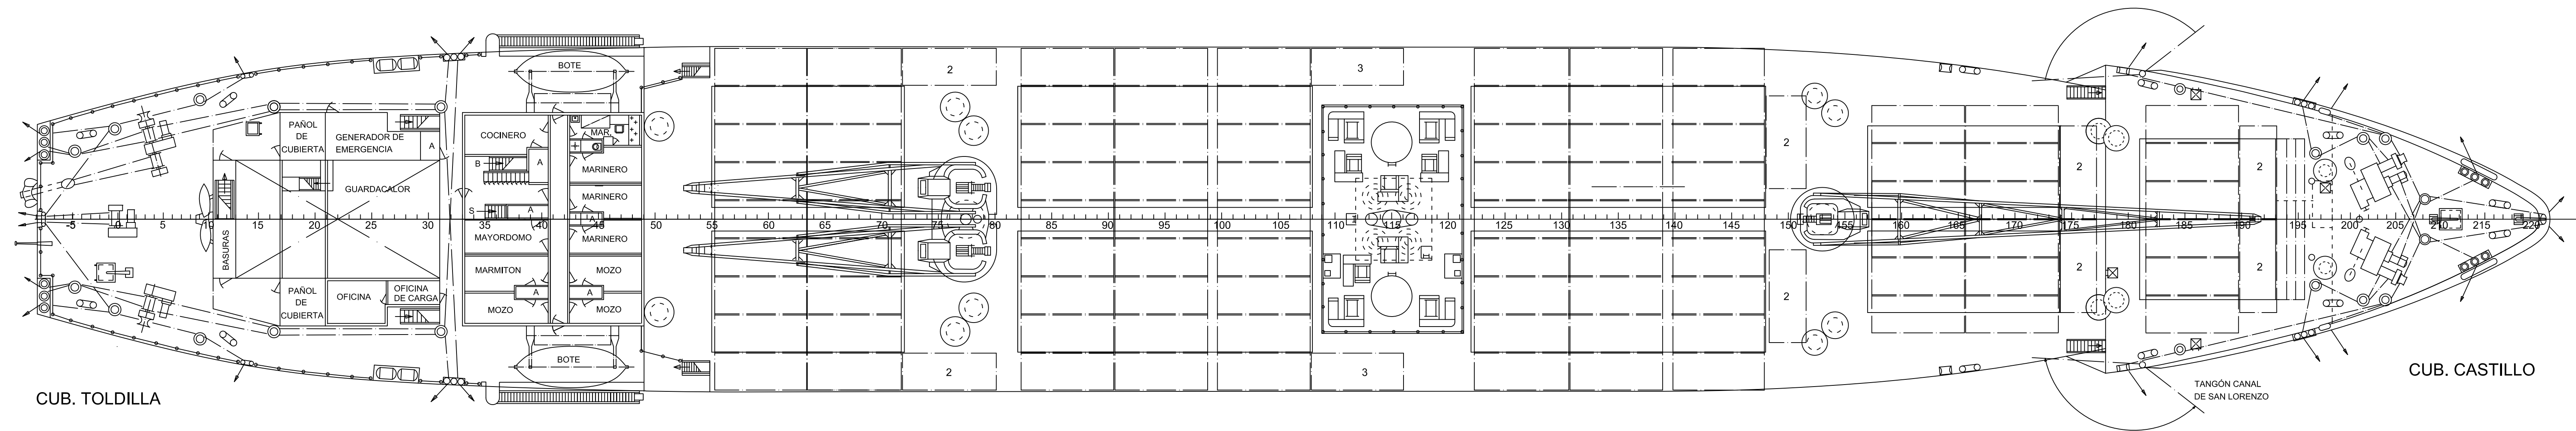 BOTE
2
3
PAÑOL
DE
CUBIERTA
GENERADOR DE
EMERGENCIA
A
COCINERO
MAR.
B
A
MARINERO
2
2
2
GUARDACALOR
MARINERO
S
A
A
-5 0 5 10 15 20 25 30 35 40 45 50 55 60 65 70 75 80 85 90 95 100 105 110 115 120 125 130 135 140 145 150 155 160 165 170 175 180 185 190 195 200 205 210 215 220
BASURAS
MAYORDOMO
MARINERO
MARMITON
MOZO
2
2
2
PAÑOL
DE
CUBIERTA
OFICINA
OFICINA
DE CARGA
A
A
MOZO
MOZO
BOTE
2
3
CUB. TOLDILLA
CUB. CASTILLO
TANGÓN CANAL
DE SAN LORENZO